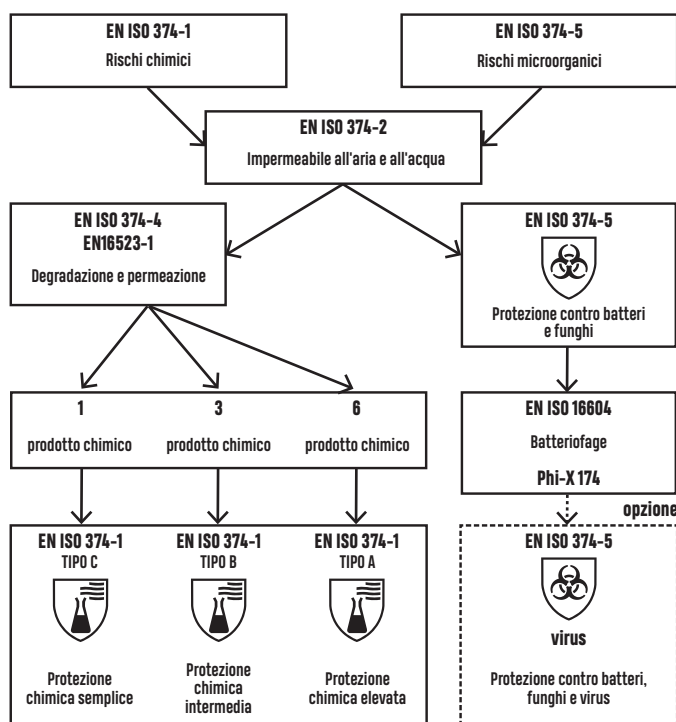 EN ISO 374-1
Rischi chimici
EN ISO 374-5
Rischi microorganici
EN ISO 374-2
Impermeabile all'aria e all'acqua
EN ISO 374-4
EN16523-1
Degradazione e permeazione
EN ISO 374-5
Protezione contro batteri
e funghi
1
prodotto chimico
3
prodotto chimico
6
prodotto chimico
EN ISO 16604
Batteriofage
Phi-X 174
opzione
EN ISO 374-1
TIPO C
Protezione
chimica semplice
EN ISO 374-1
TIPO B
Protezione
chimica
intermedia
EN ISO 374-1
TIPO A
Protezione
chimica elevata
EN ISO 374-5
virus
Protezione contro batteri,
funghi e virus